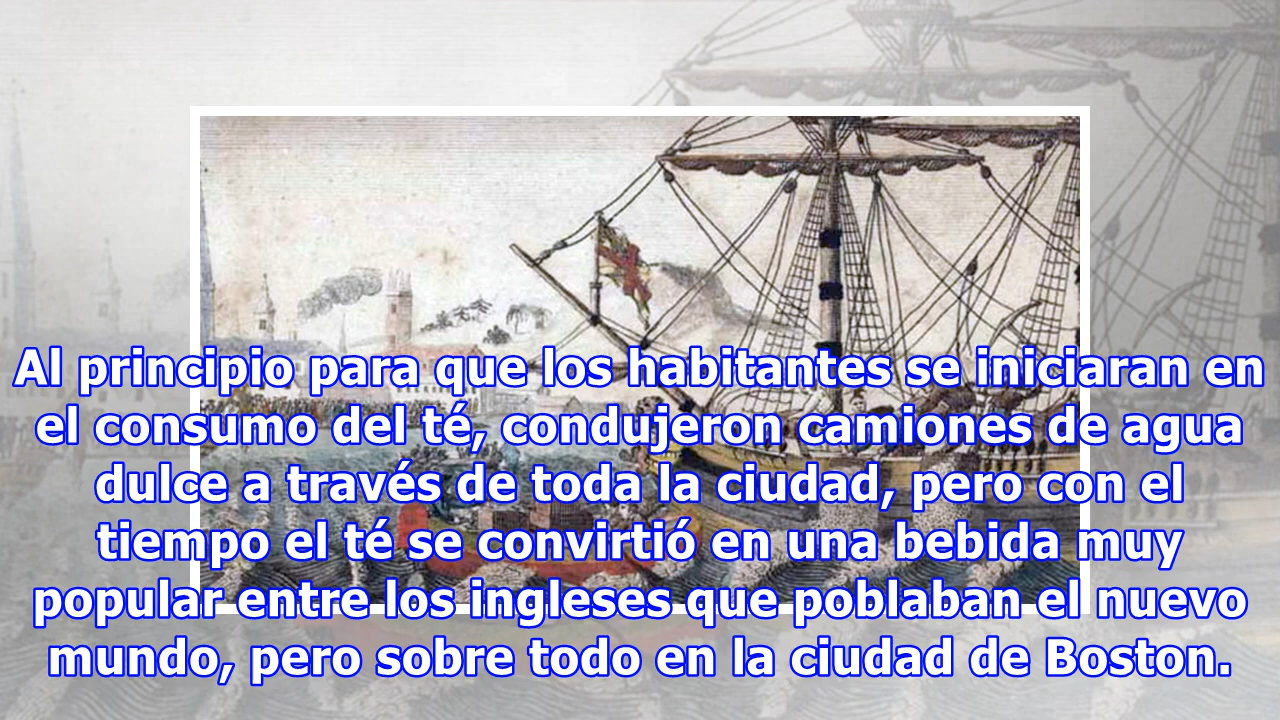 Al principio para que los habitantes se iniciaran en
el consumo del té, condujeron camiones de agua
dulce a través de toda la ciudad, pero con el
tiempo el té se convirtió en una bebida muy
popular entre los ingleses que poblaban el nuevo
mundo, pero sobre todo en la ciudad de Boston.